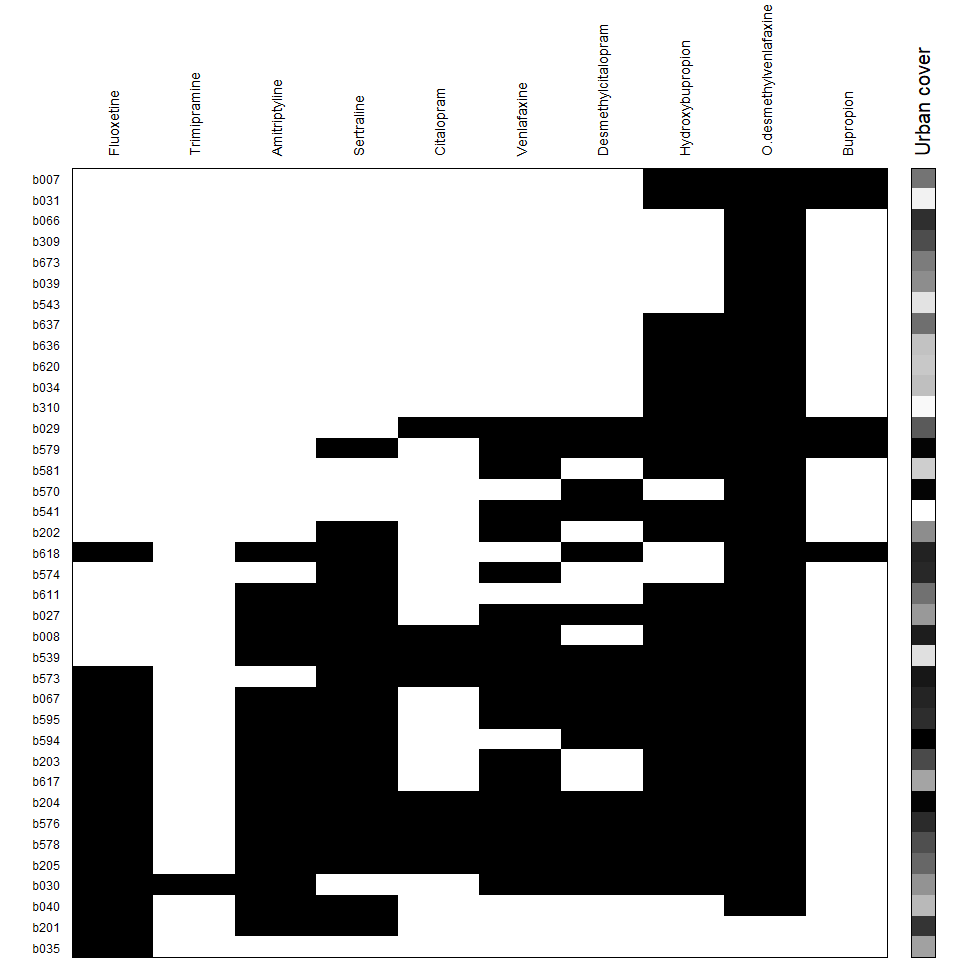 Fluoxetine
Trimipramine
Amitriptyline
Sertraline
Citalopram
Venlafaxine
Desmethylcitalopram
Hydroxybupropion
O.desmethylvenlafaxine
Bupropion
Urban cover
b007
b031
b066
b309
b673
b039
b543
b637
b636
b620
b034
b310
b029
b579
b581
b570
b541
b202
b618
b574
b611
b027
b008
b539
b573
b067
b595
b594
b203
b617
b204
b576
b578
b205
b030
b040
b201
b035